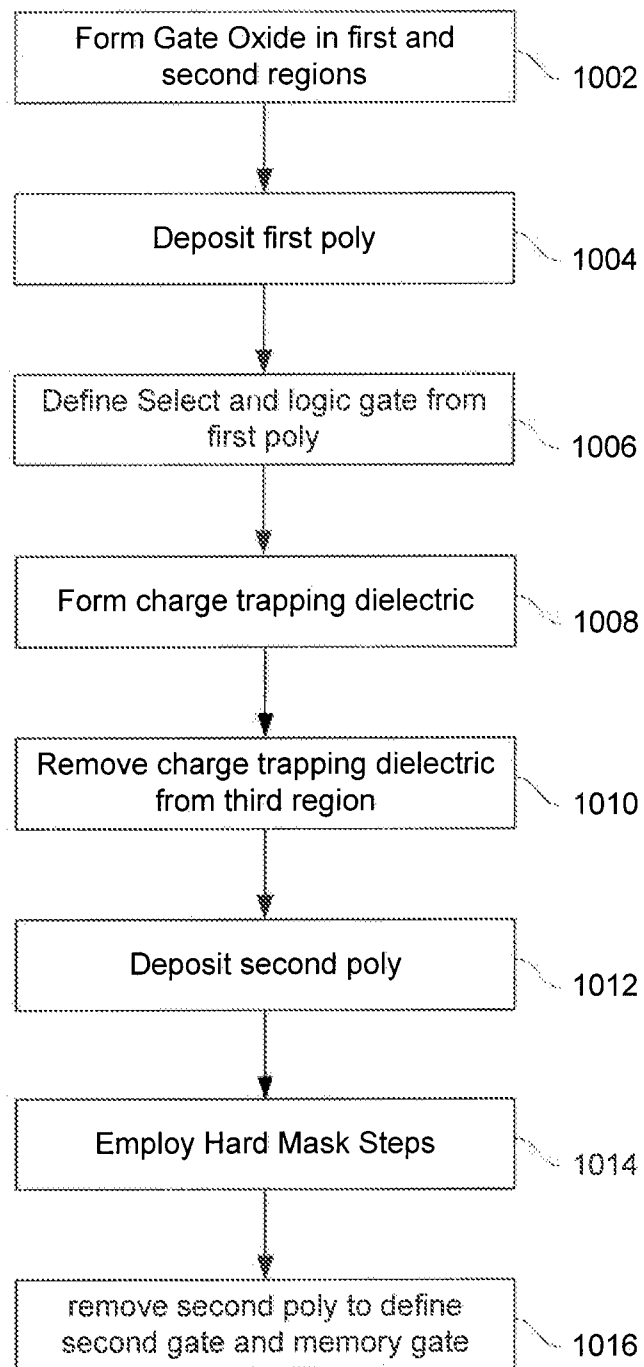 Form Gate Oxide in first and
second regions
1002
Deposit first poly
1004
Define Select and logic gate from
first poly
1006
Form charge trapping dielectric
1008
Remove charge trapping dielectric
from third region
1010
Deposit second poly
1012
Employ Hard Mask Steps
1014
remove second poly to define
second gate and memory gate
1016